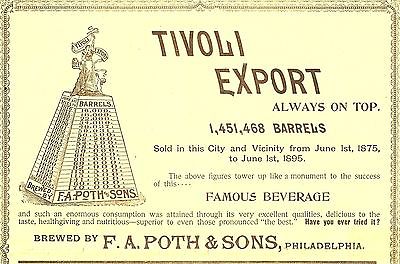 TIVOLI
EXPORT
ALWAYS ON TOP.
1,451,468 BARRELS
Sold in this City and Vicinity from June 1st, 1875,
to June 1st, 1895.
The above figures tower up like a monument to the success
of this----
FAMOUS BEVERAGE
and such an enormous consumption was attained through its very excellent qualities, delicious to the
taste, healthgiving and nutritious—superior to even those pronounced "the best." Have you ever tried it?
BREWED BY F. A. POTH & SONS, PHILADELPHIA.
BARRELS
BREWED BY
F.A. POTH & SONS.